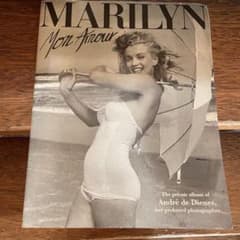 MARILYN
Mon Amour
The private album of
André de Dienes,
her preferred photographer